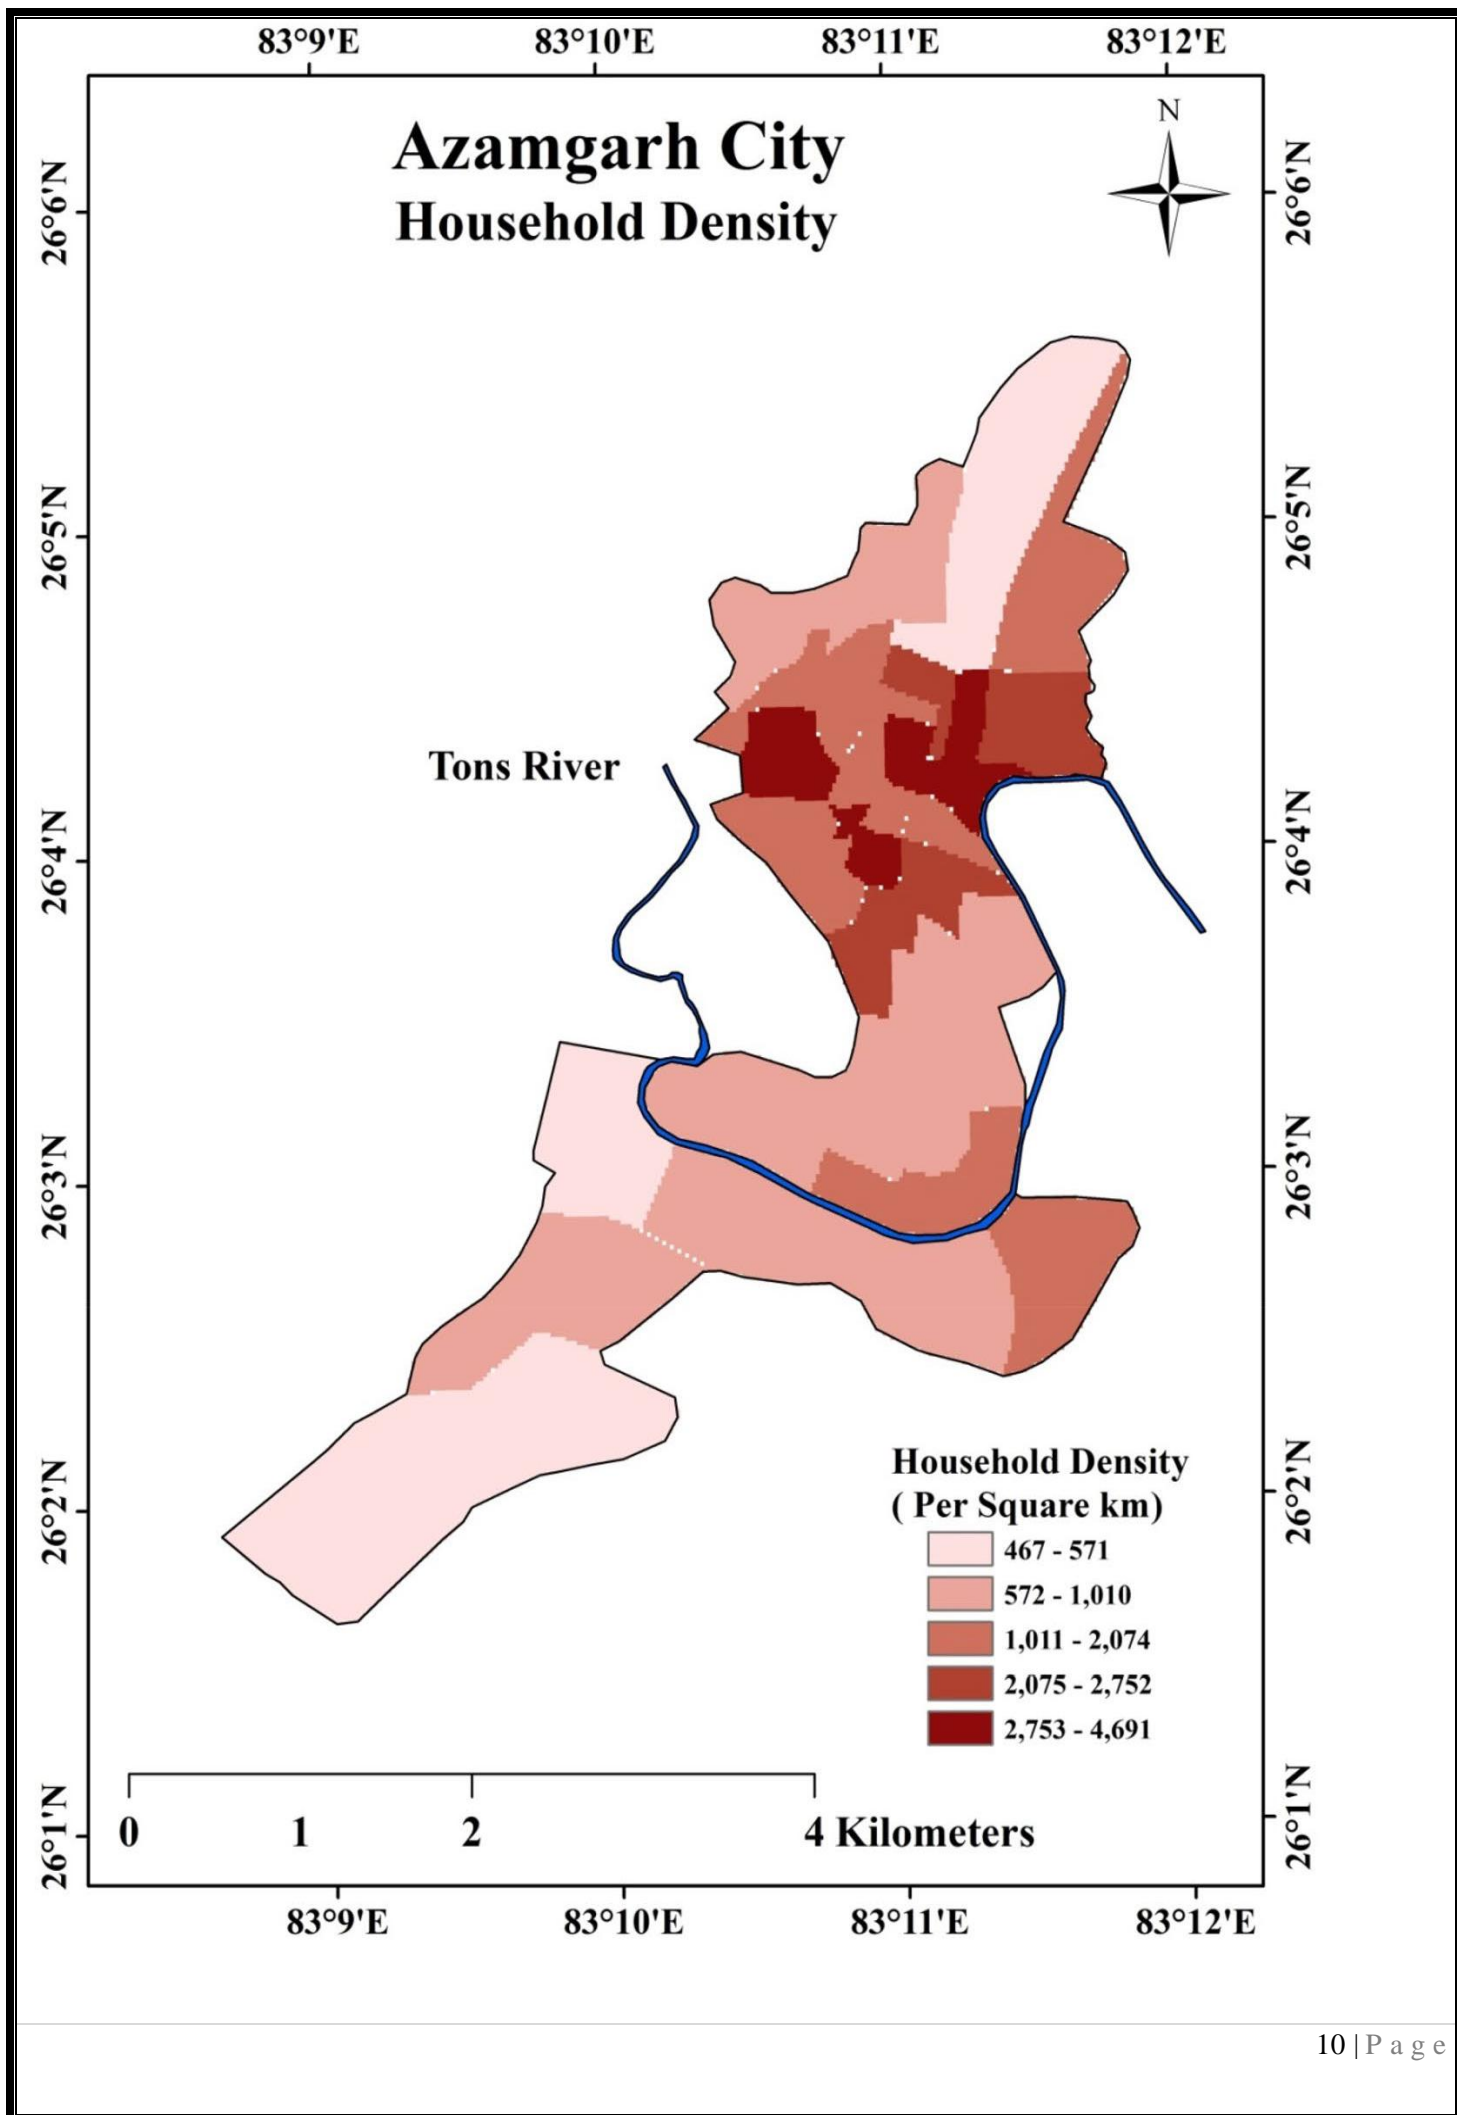 83°9'E 83°10'E 83°11'E 83°12'E
N
Azamgarh City
Household Density
26°6'N 26°6'N
26°5'N 26°5'N
Tons River
26°4'N 26°4'N
26°3'N 26°3'N
26°2'N 26°2'N
Household Density
( Per Square km)
467 - 571
572 - 1,010
1,011 - 2,074
2,075 - 2,752
2,753 - 4,691
0 1 2 4 Kilometers
26°1'N 26°1'N
83°9'E 83°10'E 83°11'E 83°12'E
10 | P a g e